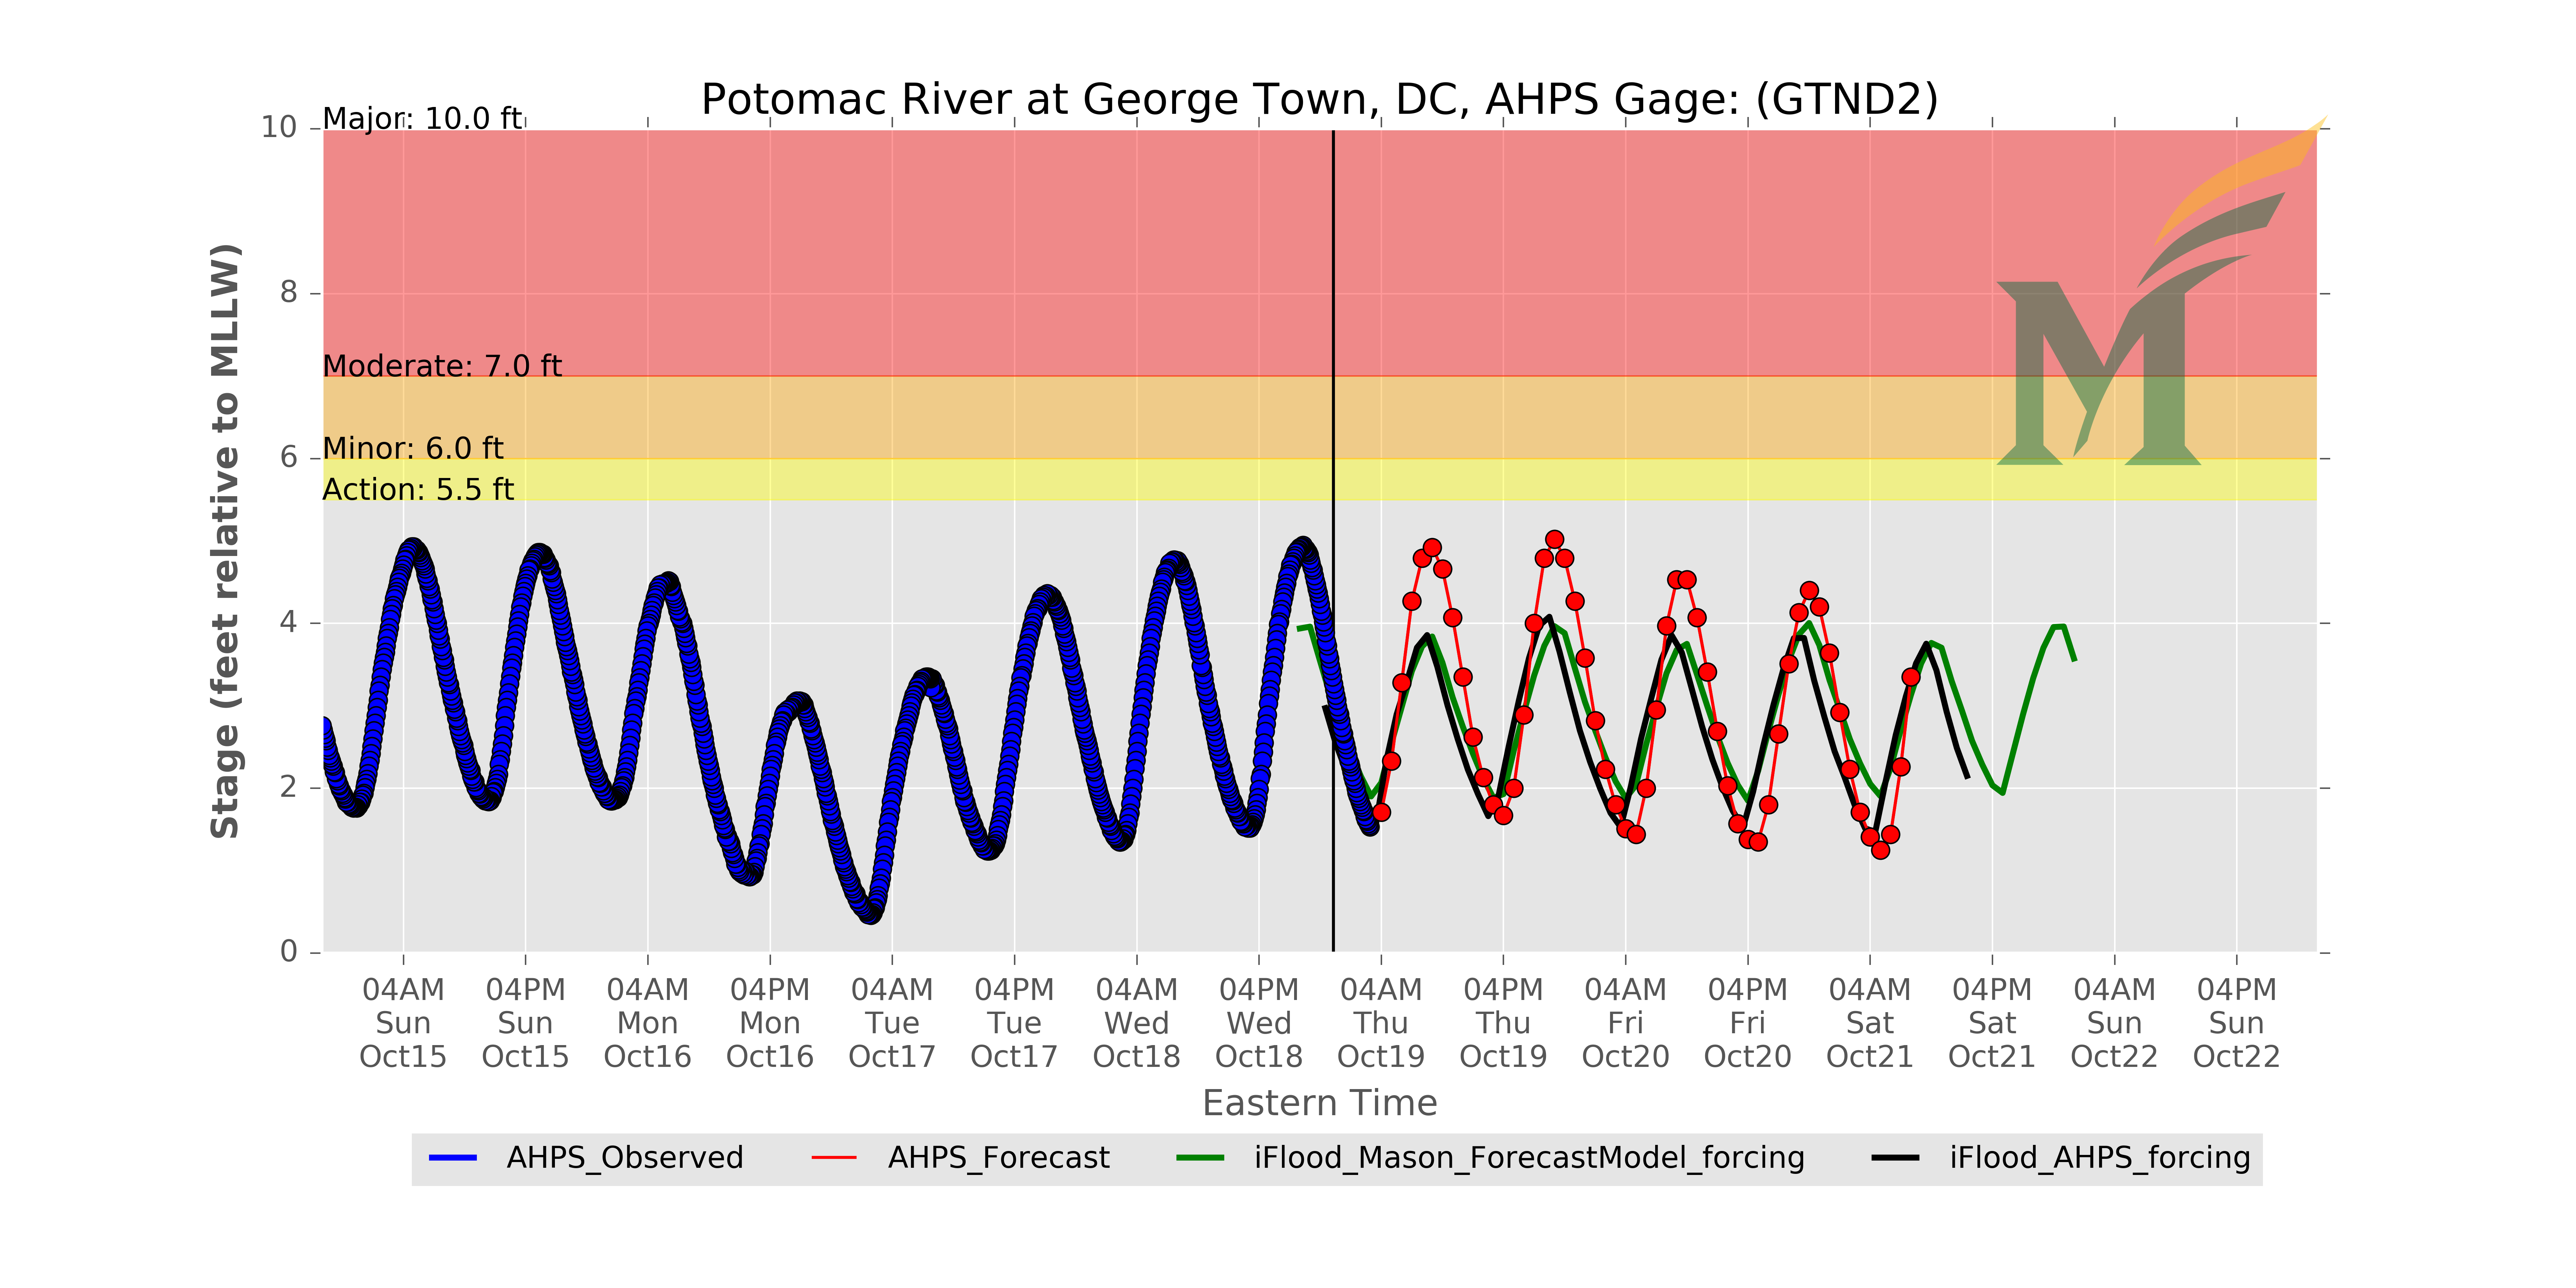 Potomac River at George Town, DC, AHPS Gage: (GTND2)
Major: 10.0 ft
Moderate: 7.0 ft
Minor: 6.0 ft
Action: 5.5 ft
Stage (feet relative to MLLW)
10
8
6
4
2
0
04AM 04PM 04AM 04PM 04AM 04PM 04AM 04PM 04AM 04PM 04AM 04PM 04AM 04PM 04AM 04PM
Sun Sun Mon Mon Tue Tue Wed Wed Thu Thu Fri Fri Sat Sat Sun Sun
Oct15 Oct15 Oct16 Oct16 Oct17 Oct17 Oct18 Oct18 Oct19 Oct19 Oct20 Oct20 Oct21 Oct21 Oct22 Oct22
Eastern Time
AHPS_Observed AHPS_Forecast iFlood_Mason_ForecastModel_forcing iFlood_AHPS_forcing
M